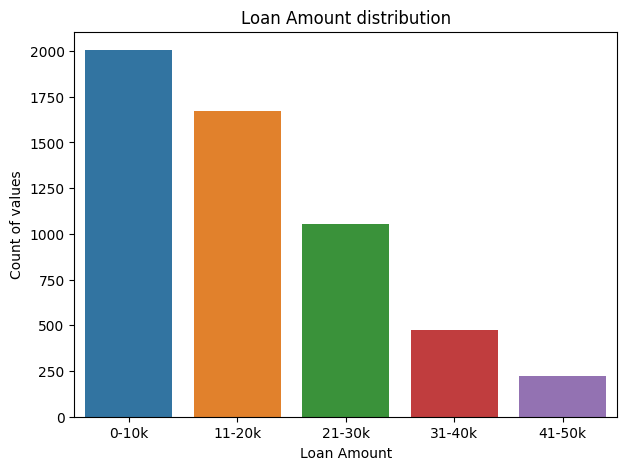 Loan Amount distribution
Count of values
2000
1750
1500
1250
1000
750
500
250
0
0-10k 11-20k 21-30k 31-40k 41-50k
Loan Amount